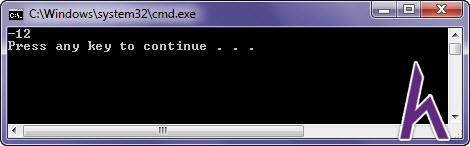 C:\Windows\system32\cmd.exe
-12
Press any key to continue . . .